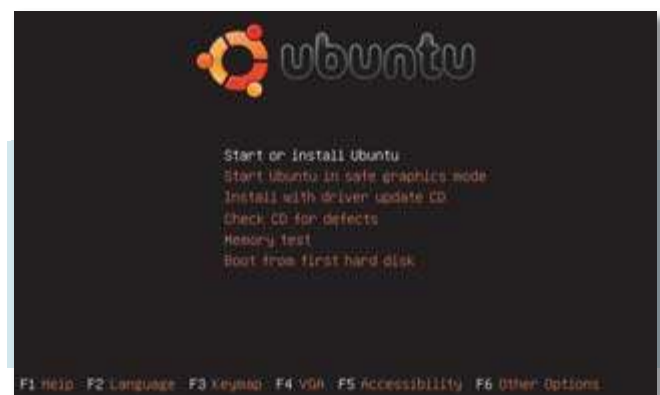 ubuntu
Start or install Ubuntu
Start Ubuntu in safe graphics mode
Install with driver update CD
Check CD for defects
Memory test
Boot from first hard disk
F1 Help F2 Language F3 Keymap F4 VGA F5 Accessibility F6 Other Options